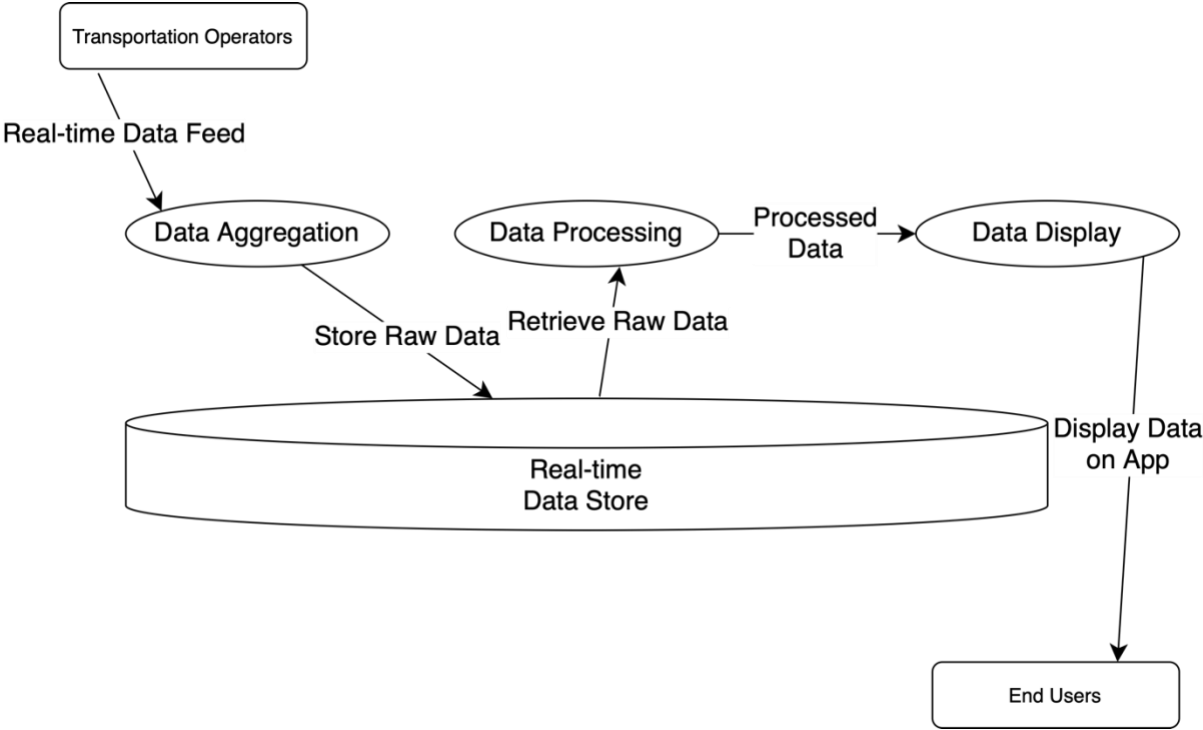 Transportation Operators
Real-time Data Feed
Data Aggregation
Data Processing
Processed
Data
Data Display
Store Raw Data
Retrieve Raw Data
Real-time
Data Store
Display Data
on App
End Users